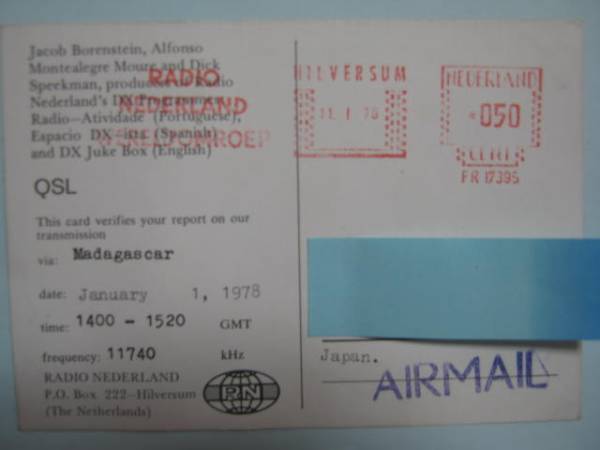 Jacob Borenstein, Alfonso
Montealegre Moure and Dick
Speekman, producers of Radio
Nederland's DX Programmes
Radio-Atividade (Portuguese),
Espacio DX-ista (Spanish)
and DX Juke Box (English)
RADIO
NEDERLAND
WERELDOMROEP
HILVERSUM
NEDERLAND
050
CENT
FR 17395
QSL
This card verifies your report on our
transmission
via: Madagascar
date: January 1, 1978
time: 1400 - 1520 GMT
frequency: 11740 kHz
RADIO NEDERLAND
P.O. Box 222-Hilversum
(The Netherlands)
RN
Japan.
AIRMAIL